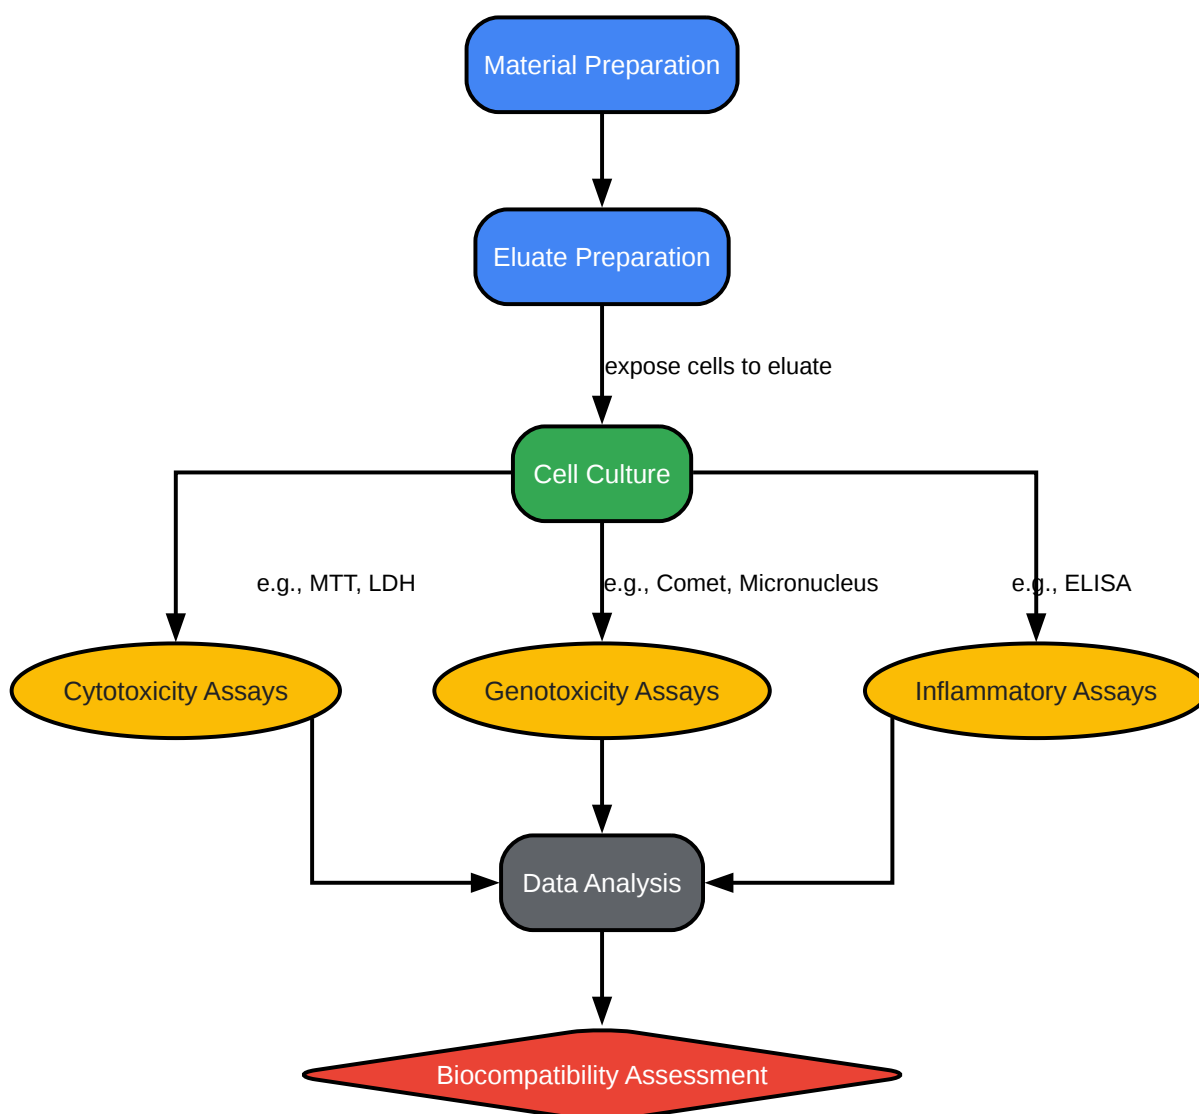 Material Preparation
Eluate Preparation
expose cells to eluate
Cell Culture
e.g., MTT, LDH
e.g., Comet, Micronucleus
e.g., ELISA
Cytotoxicity Assays
Genotoxicity Assays
Inflammatory Assays
Data Analysis
Biocompatibility Assessment